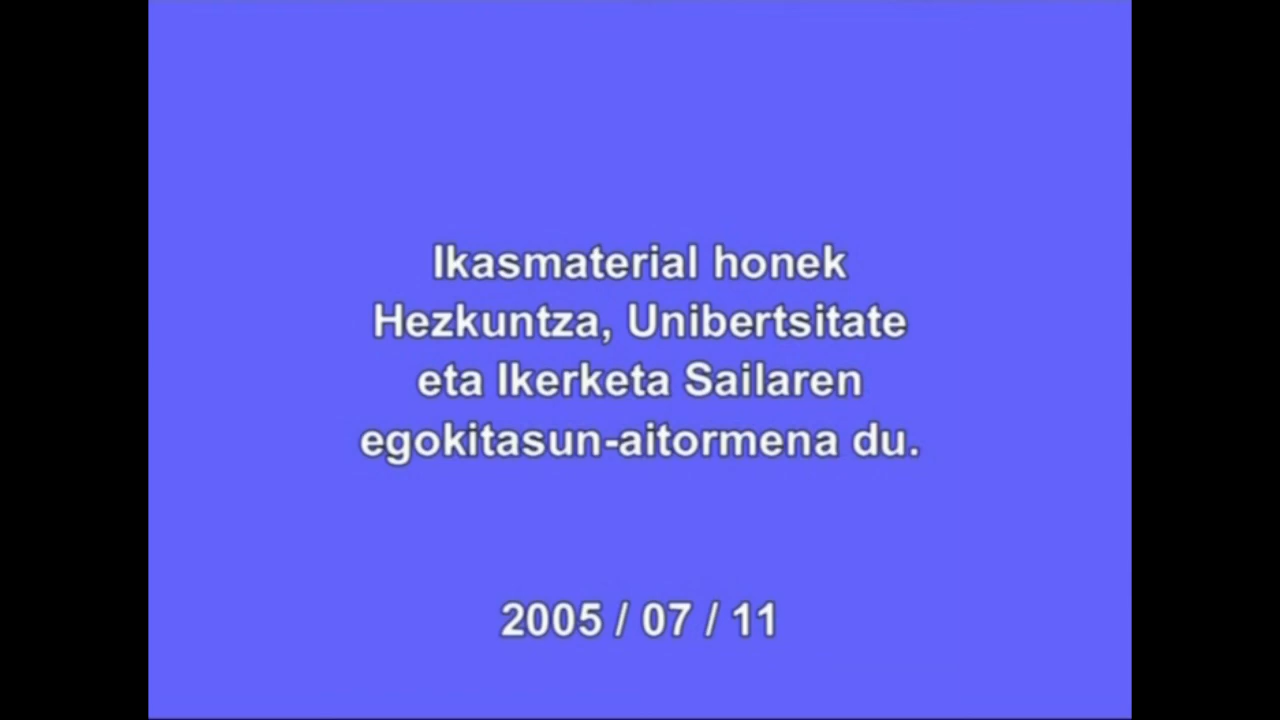 Ikasmaterial honek
Hezkuntza, Unibertsitate
eta Ikerketa Sailaren
egokitasun-aitormena du.
2005 / 07 / 11